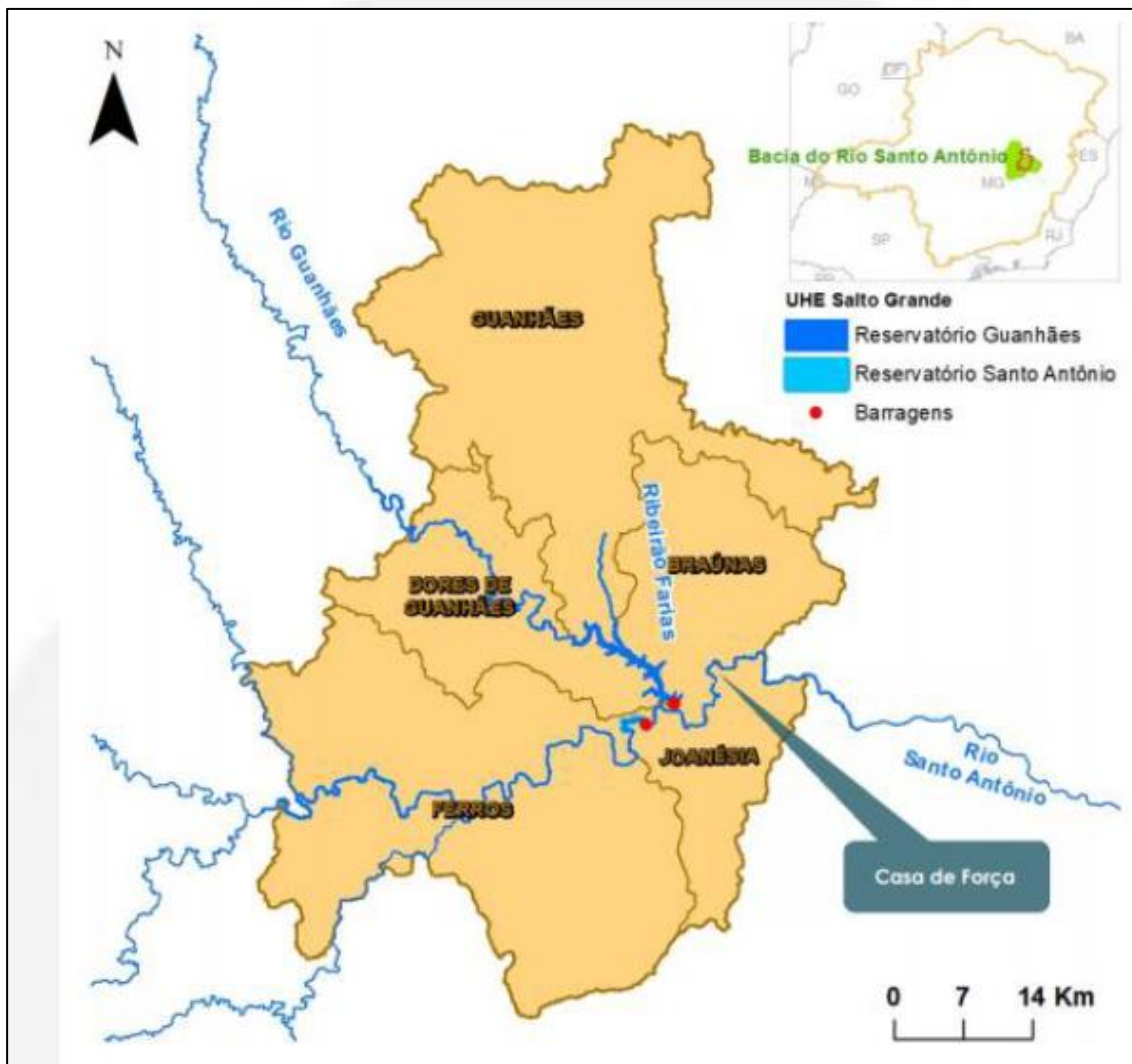 N
BA
DF
GO
Bacia do Rio Santo Antônio
ES
MG
SP
RJ
UHE Salto Grande
Reservatório Guanhães
Reservatório Santo Antônio
Barragens
Rio Guanhães
GUANHÃES
Ribeirão Farias
BRAÚNAS
DORES DE
GUANHÃES
JOANÉSIA
Rio
Santo Antônio
FERROS
Casa de Força
0 7 14 Km